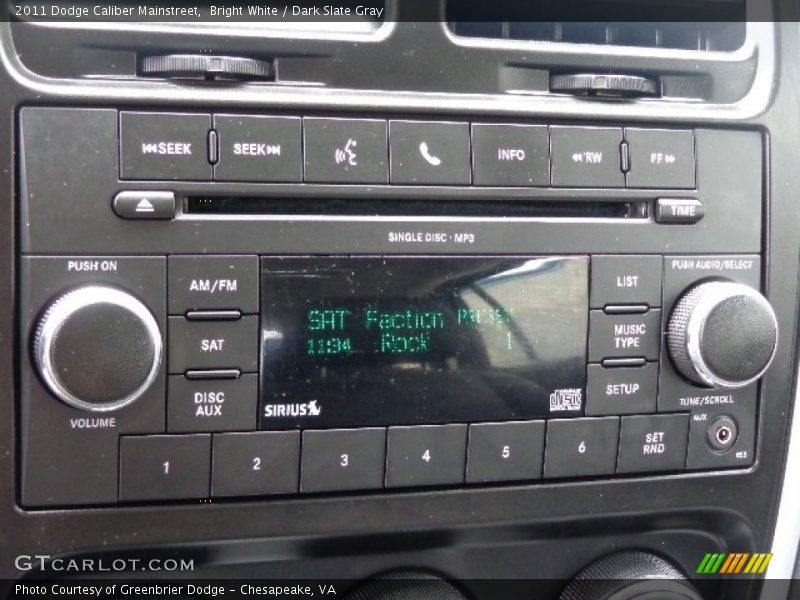 2011 Dodge Caliber Mainstreet,  Bright White / Dark Slate Gray
SEEK SEEK INFO RW FF
TIME
SINGLE DISC · MP3
PUSH ON
AM/FM
SAT
DISC AUX
VOLUME
SAT Faction PRESET
Rock 1
SIRIUS
disc
LIST
MUSIC TYPE
SETUP
PUSH AUDIO/SELECT
TUNE/SCROLL
AUX
1 2 3 4 5 6 SET RND
GTCARLOT.COM
Photo Courtesy of Greenbrier Dodge – Chesapeake, VA